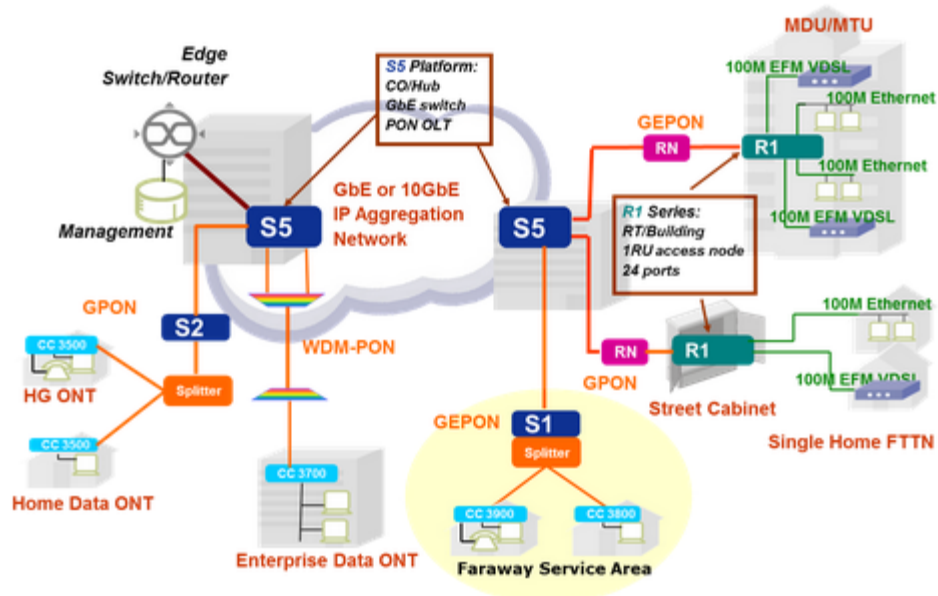 MDU/MTU
Edge
Switch/Router
S5 Platform:
CO/Hub
GbE switch
PON OLT
100M EFM VDSL
100M Ethernet
GEPON
RN
R1
100M Ethernet
100M EFM VDSL
Management
S5
GbE or 10GbE
IP Aggregation
Network
S5
R1 Series:
RT/Building
1RU access node
24 ports
GPON
S2
WDM-PON
100M Ethernet
CC 3500
HG ONT
Splitter
RN
R1
GPON
100M EFM VDSL
Street Cabinet
Single Home FTTN
GEPON
S1
Splitter
CC 3500
Home Data ONT
CC 3700
Enterprise Data ONT
CC 3900
CC 3800
Faraway Service Area